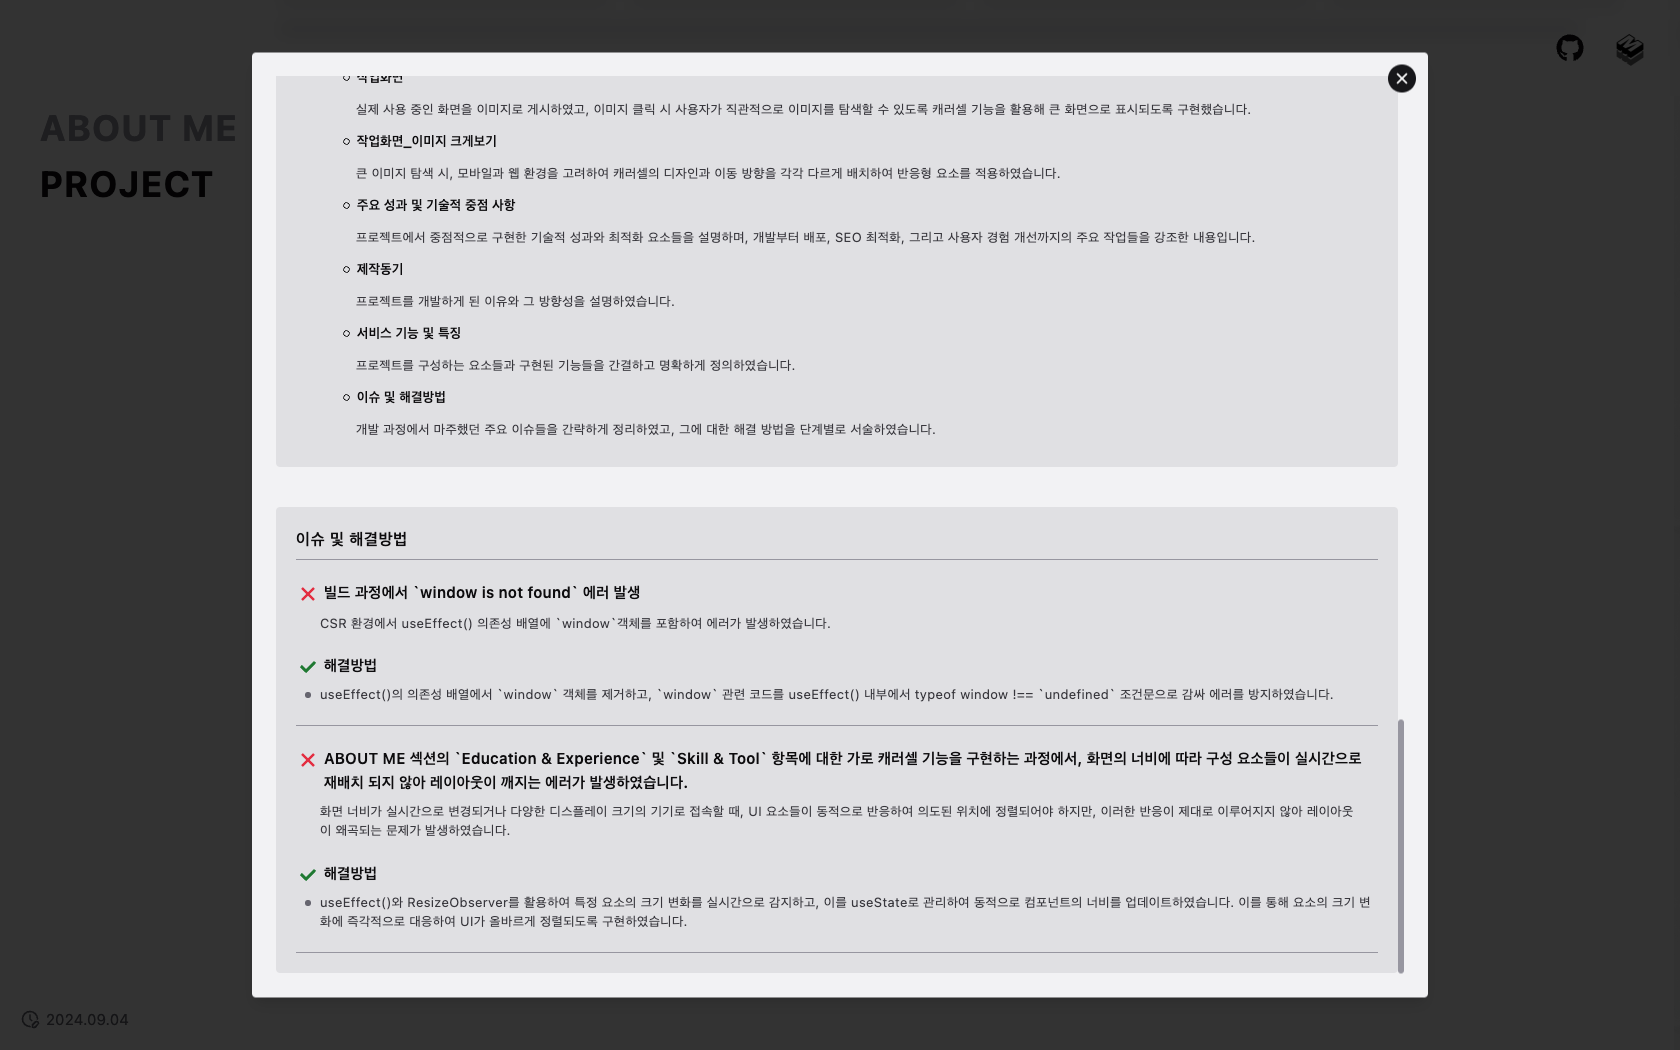 ABOUT ME
PROJECT
작업화면
실제 사용 중인 화면을 이미지로 게시하였고, 이미지 클릭 시 사용자가 직관적으로 이미지를 탐색할 수 있도록 캐러셀 기능을 활용해 큰 화면으로 표시되도록 구현했습니다.
작업화면_이미지 크게보기
큰 이미지 탐색 시, 모바일과 웹 환경을 고려하여 캐러셀의 디자인과 이동 방향을 각각 다르게 배치하여 반응형 요소를 적용하였습니다.
주요 성과 및 기술적 중점 사항
프로젝트에서 중점적으로 구현한 기술적 성과와 최적화 요소들을 설명하며, 개발부터 배포, SEO 최적화, 그리고 사용자 경험 개선까지의 주요 작업들을 강조한 내용입니다.
제작동기
프로젝트를 개발하게 된 이유와 그 방향성을 설명하였습니다.
서비스 기능 및 특징
프로젝트를 구성하는 요소들과 구현된 기능들을 간결하고 명확하게 정의하였습니다.
이슈 및 해결방법
개발 과정에서 마주했던 주요 이슈들을 간략하게 정리하였고, 그에 대한 해결 방법을 단계별로 서술하였습니다.
이슈 및 해결방법
빌드 과정에서 `window is not found` 에러 발생
CSR 환경에서 useEffect() 의존성 배열에 `window`객체를 포함하여 에러가 발생하였습니다.
해결방법
useEffect()의 의존성 배열에서 `window` 객체를 제거하고, `window` 관련 코드를 useEffect() 내부에서 typeof window !== `undefined` 조건문으로 감싸 에러를 방지하였습니다.
ABOUT ME 섹션의 `Education & Experience` 및 `Skill & Tool` 항목에 대한 가로 캐러셀 기능을 구현하는 과정에서, 화면의 너비에 따라 구성 요소들이 실시간으로
재배치 되지 않아 레이아웃이 깨지는 에러가 발생하였습니다.
화면 너비가 실시간으로 변경되거나 다양한 디스플레이 크기의 기기로 접속할 때, UI 요소들이 동적으로 반응하여 의도된 위치에 정렬되어야 하지만, 이러한 반응이 제대로 이루어지지 않아 레이아웃
이 왜곡되는 문제가 발생하였습니다.
해결방법
useEffect()와 ResizeObserver를 활용하여 특정 요소의 크기 변화를 실시간으로 감지하고, 이를 useState로 관리하여 동적으로 컴포넌트의 너비를 업데이트하였습니다. 이를 통해 요소의 크기 변
화에 즉각적으로 대응하여 UI가 올바르게 정렬되도록 구현하였습니다.
2024.09.04